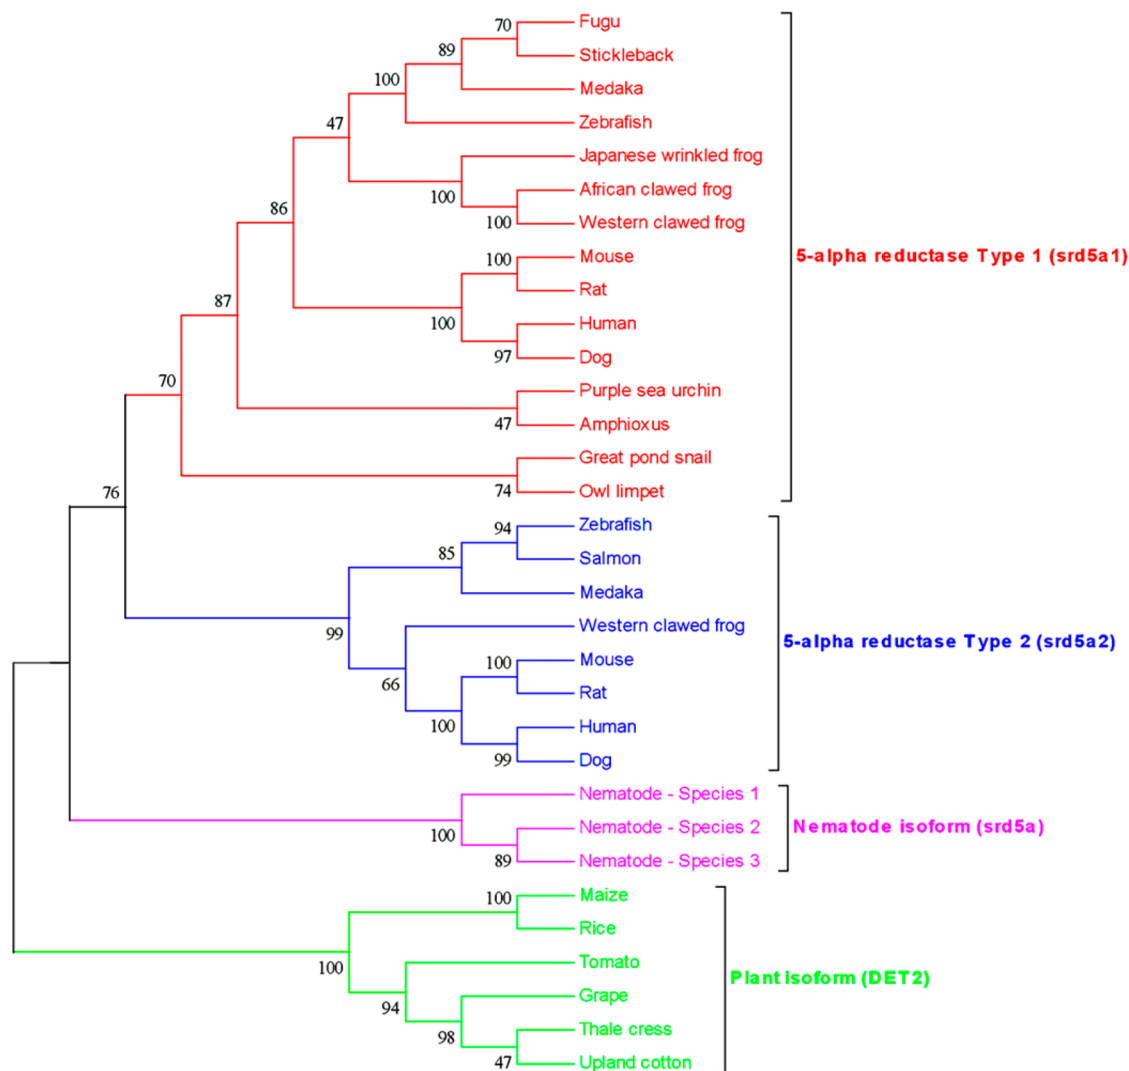 70
Fugu
89
Stickleback
100
Medaka
47
Zebrafish
Japanese wrinkled frog
100
African clawed frog
86
100
Western clawed frog
5-alpha reductase Type 1 (srd5a1)
100
Mouse
87
Rat
100
Human
97
Dog
70
Purple sea urchin
47
Amphioxus
Great pond snail
76
74
Owl limpet
94
Zebrafish
85
Salmon
Medaka
99
Western clawed frog
5-alpha reductase Type 2 (srd5a2)
66
100
Mouse
Rat
100
Human
99
Dog
Nematode - Species 1
100
Nematode - Species 2
Nematode isoform (srd5a)
89
Nematode - Species 3
100
Maize
Rice
100
Tomato
Plant isoform (DET2)
94
Grape
98
Thale cress
47
Upland cotton